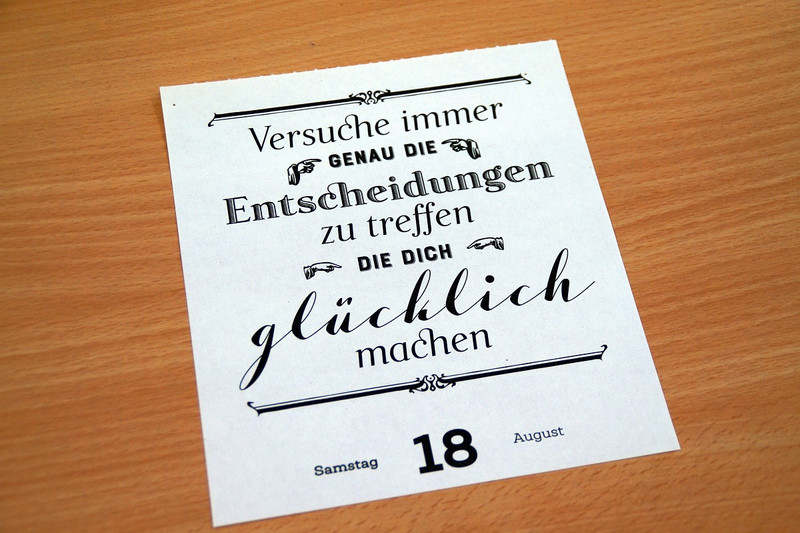 Versuche immer
GENAU DIE
Entscheidungen
zu treffen
DIE DICH
glücklich
machen
Samstag 18 August